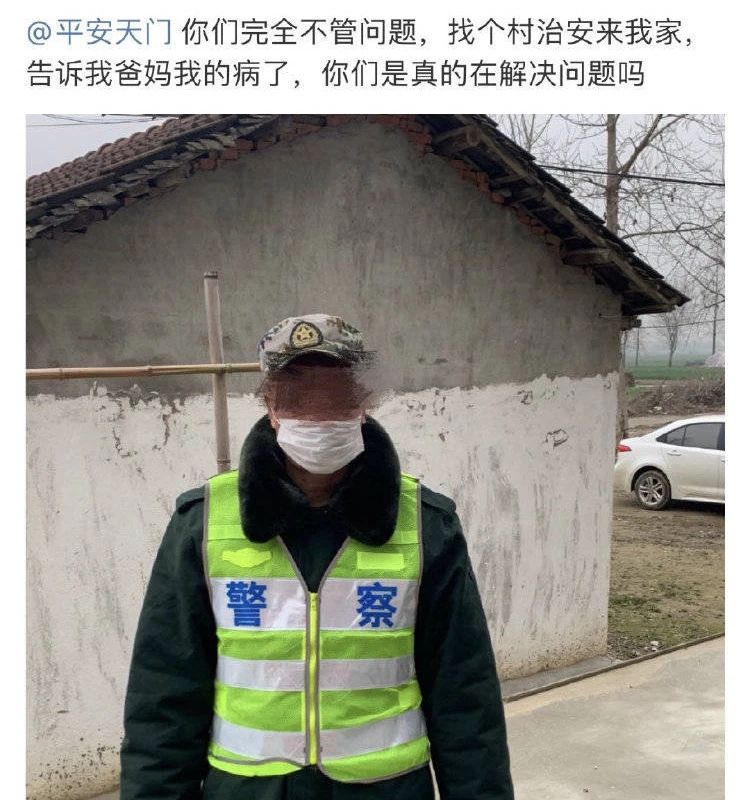 @平安天门 你们完全不管问题，找个村治安来我家，
告诉我爸妈我的病了，你们是真的在解决问题吗
警 察